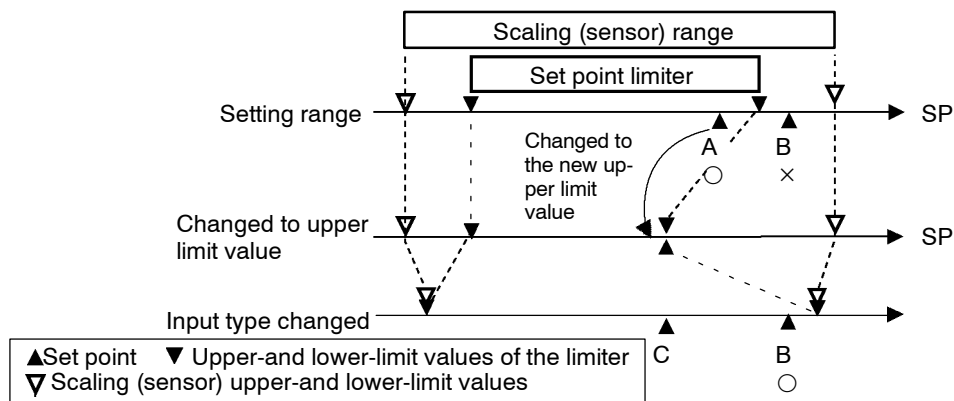 Scaling (sensor) range
Set point limiter
Setting range
SP
Changed to
the new up-
per limit
value
A
B
○
×
Changed to upper
limit value
SP
Input type changed
C
B
○
▲Set point ▼ Upper-and lower-limit values of the limiter
▽ Scaling (sensor) upper-and lower-limit values